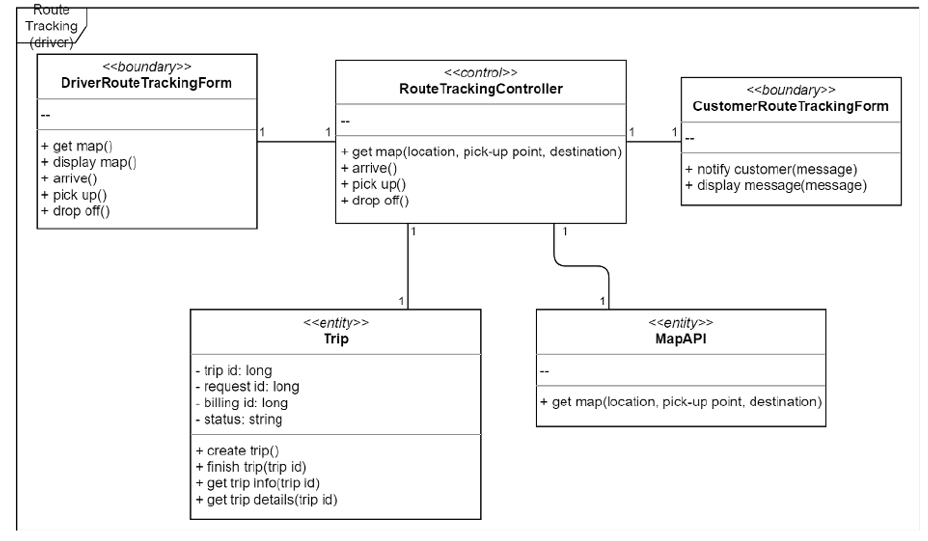 Route
Tracking
(driver)
<<boundary>>
DriverRouteTrackingForm
--
+ get map()
+ display map()
+ arrive()
+ pick up()
+ drop off()
1
1
<<control>>
RouteTrackingController
--
+ get map(location, pick-up point, destination)
+ arrive()
+ pick up()
+ drop off()
1
1
<<boundary>>
CustomerRouteTrackingForm
--
+ notify customer(message)
+ display message(message)
1
1
1
1
<<entity>>
Trip
- trip id: long
- request id: long
- billing id: long
- status: string
+ create trip()
+ finish trip(trip id)
+ get trip info(trip id)
+ get trip details(trip id)
<<entity>>
MapAPI
--
+ get map(location, pick-up point, destination)